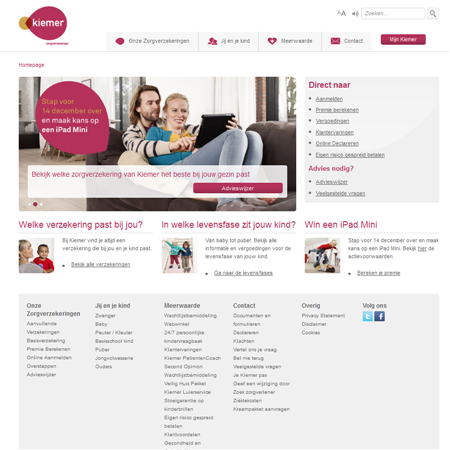 kiemer
zorgverzekeraar
AA
Zoeken...
Onze Zorgverzekeringen
Jij en je kind
Meerwaarde
Contact
Mijn Kiemer
Homepage
Stap voor
14 december over
en maak kans op
een iPad Mini
Bekijk welke zorgverzekering van Kiemer het beste bij jouw gezin past
Advieswijzer
Direct naar
Aanmelden
Premie berekenen
Vergoedingen
Klantervaringen
Online Declareren
Eigen risico gespreid betalen
Advies nodig?
Advieswijzer
Veelgestelde vragen
Welke verzekering past bij jou?
Bij Kiemer vind je altijd een
verzekering die bij jou en je kind past.
Bekijk alle verzekeringen
In welke levensfase zit jouw kind?
Van baby tot puber. Bekijk alle
informatie en vergoedingen voor de
levensfase van jouw kind.
Ga naar de levensfases
Win een iPad Mini
Stap voor 14 december over en maak
kans op een iPad Mini. Bekijk hier de
actievoorwaarden.
Bereken je premie
Onze
Zorgverzekeringen
Aanvullende
Verzekeringen
Basisverzekering
Premie Berekenen
Online Aanmelden
Overstappen
Advieswijzer
Jij en je kind
Zwanger
Baby
Peuter / Kleuter
Basisschool kind
Puber
Jongvolwassene
Ouders
Meerwaarde
Wachtlijstbemiddeling
Webwinkel
24/7 persoonlijke
kindervraagbaak
Klantervaringen
Kiemer PatientenCoach
Second Opinion
Wachtlijstbemiddeling
Veilig Huis Pakket
Kiemer Luierservice
Stoelgarantie op
kinderbrillen
Eigen risico gespreid
betalen
Klantvoordelen
Gezondheid en
Contact
Documenten en
formulieren
Declareren
Klachten
Vertel ons je vraag
Bel me terug
Veelgestelde vragen
Je Kiemer pas
Geef een wijziging door
Zoek zorgverlener
Ziektekosten
Kraampakket aanvragen
Overig
Privacy Statement
Disclaimer
Cookies
Volg ons